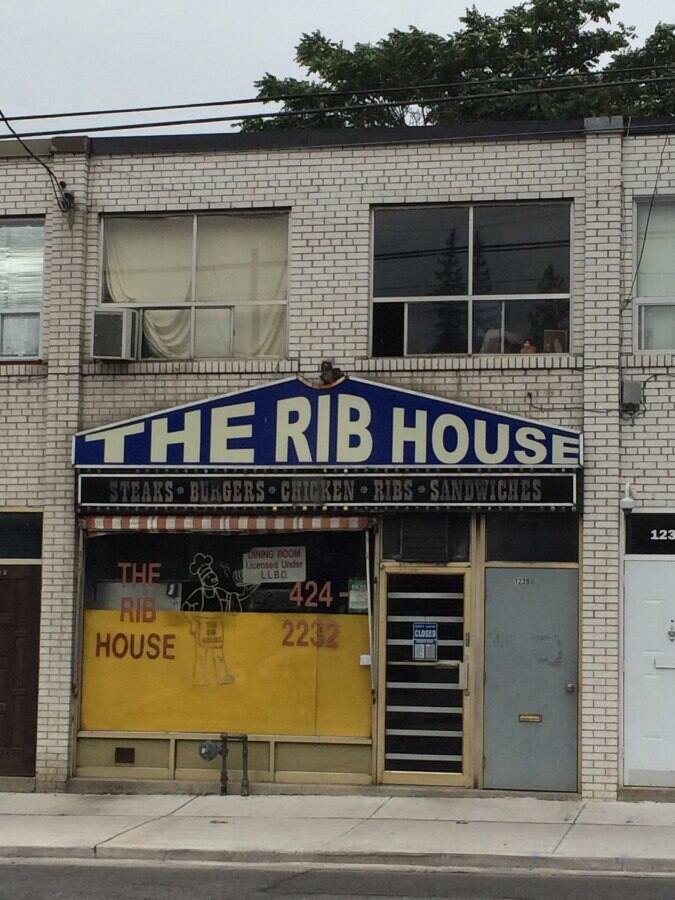 THE RIB HOUSE
STEAKS • BURGERS • CHICKEN • RIBS • SANDWICHES
DINING ROOM
Licensed Under
L.L.B.O.
THE
RIB
HOUSE
424-
2232
CLOSED
123